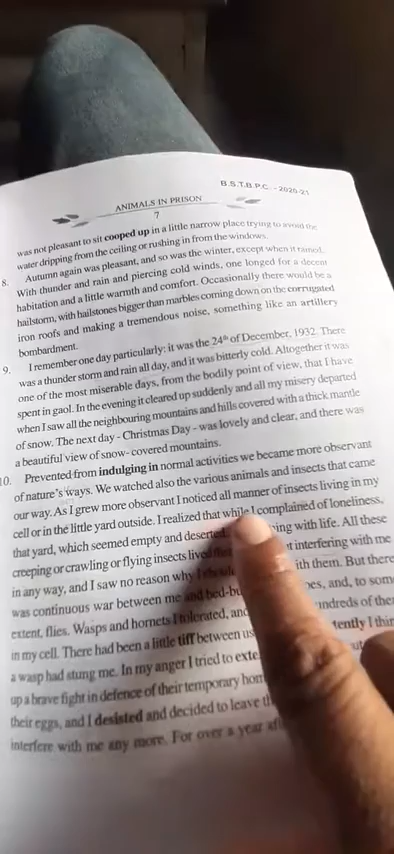 B.S.T.B.P.C. - 2020-21
ANIMALS IN PRISON
7
was not pleasant to sit cooped up in a little narrow place trying to avoid the
water dripping from the ceiling or rushing in from the windows.
8. Autumn again was pleasant, and so was the winter, except when it rained.
With thunder and rain and piercing cold winds, one longed for a decent
habitation and a little warmth and comfort. Occasionally there would be a
hailstorm, with hailstones bigger than marbles coming down on the corrugated
iron roofs and making a tremendous noise, something like an artillery
bombardment.
9. I remember one day particularly: it was the 24th of December, 1932. There
was a thunder storm and rain all day, and it was bitterly cold. Altogether it was
one of the most miserable days, from the bodily point of view, that I have
spent in gaol. In the evening it cleared up suddenly and all my misery departed
when I saw all the neighbouring mountains and hills covered with a thick mantle
of snow. The next day - Christmas Day - was lovely and clear, and there was
a beautiful view of snow- covered mountains.
10. Prevented from indulging in normal activities we became more observant
of nature's ways. We watched also the various animals and insects that came
our way. As I grew more observant I noticed all manner of insects living in my
cell or in the little yard outside. I realized that while I complained of loneliness,
that yard, which seemed empty and deserted, with life. All these
creeping or crawling or flying insects lived interfering with me
in any way, and I saw no reason why I ith them. But there
was continuous war between me and bed-bu es, and, to some
extent, flies. Wasps and hornets I tolerated, and undreds of the
in my cell. There had been a little tiff between us tently I thin
a wasp had stung me. In my anger I tried to exte ut
up a brave fight in defence of their temporary hom
their eggs, and I desisted and decided to leave th
interfere with me any more. For over a year